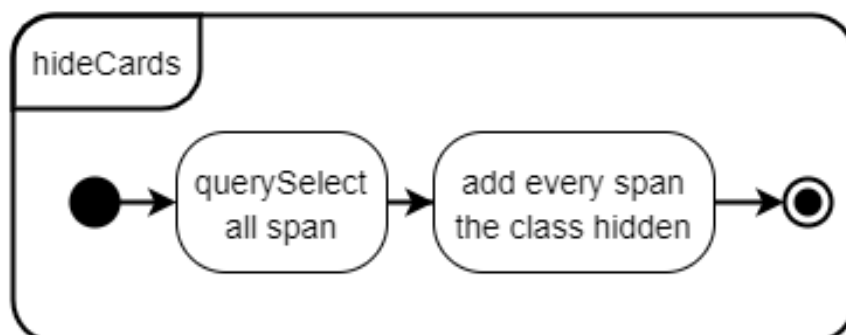 hideCards
querySelect
all span
add every span
the class hidden